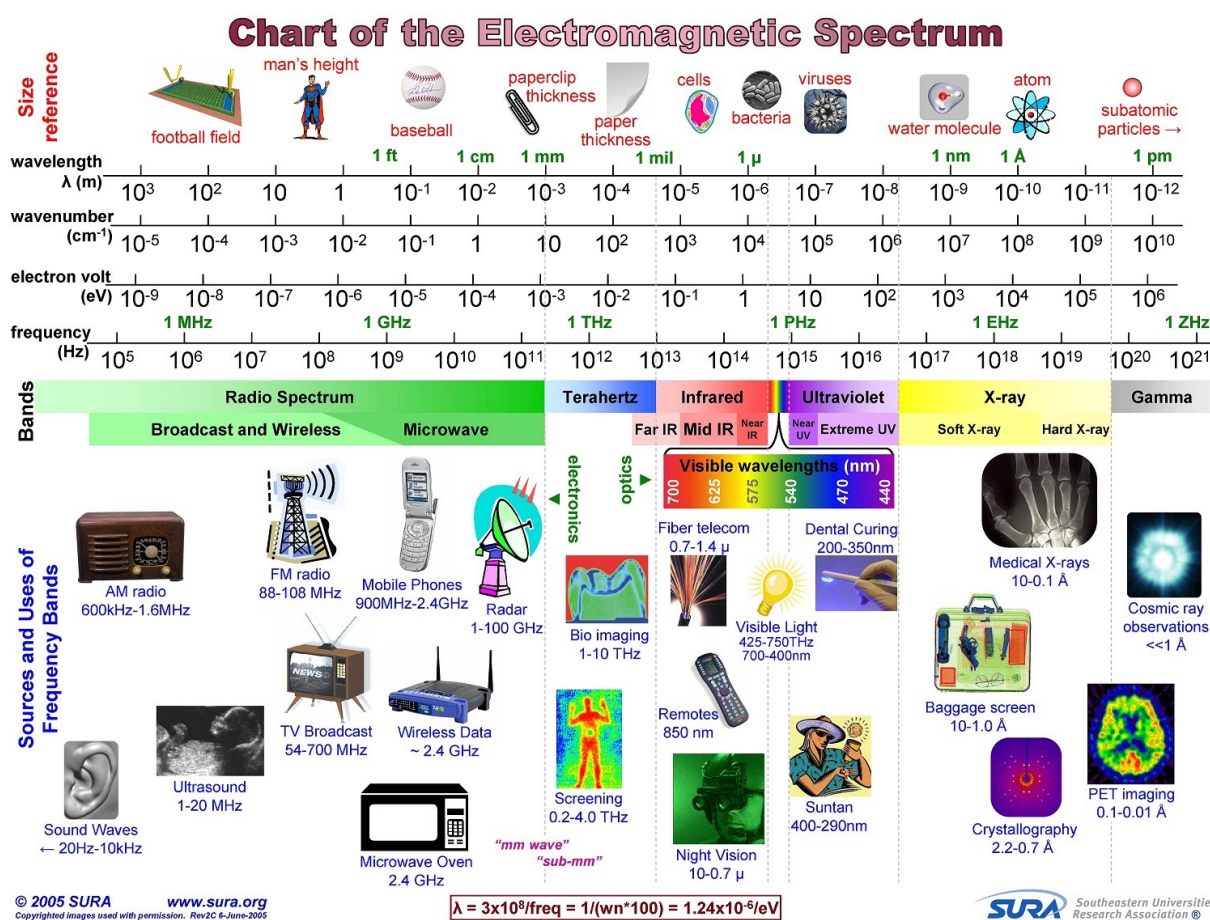 Chart of the Electromagnetic Spectrum
Size reference
football field
man's height
baseball
paperclip thickness
paper thickness
cells
bacteria
viruses
water molecule
atom
subatomic particles →
1 ft 1 cm 1 mm 1 mil 1 µ 1 nm 1 Å 1 pm
wavelength λ (m)
10³ 10² 10 1 10⁻¹ 10⁻² 10⁻³ 10⁻⁴ 10⁻⁵ 10⁻⁶ 10⁻⁷ 10⁻⁸ 10⁻⁹ 10⁻¹⁰ 10⁻¹¹ 10⁻¹²
wavenumber (cm⁻¹)
10⁻⁵ 10⁻⁴ 10⁻³ 10⁻² 10⁻¹ 1 10 10² 10³ 10⁴ 10⁵ 10⁶ 10⁷ 10⁸ 10⁹ 10¹⁰
electron volt (eV)
10⁻⁹ 10⁻⁸ 10⁻⁷ 10⁻⁶ 10⁻⁵ 10⁻⁴ 10⁻³ 10⁻² 10⁻¹ 1 10 10² 10³ 10⁴ 10⁵ 10⁶
1 MHz 1 GHz 1 THz 1 PHz 1 EHz 1 ZHz
frequency (Hz)
10⁵ 10⁶ 10⁷ 10⁸ 10⁹ 10¹⁰ 10¹¹ 10¹² 10¹³ 10¹⁴ 10¹⁵ 10¹⁶ 10¹⁷ 10¹⁸ 10¹⁹ 10²⁰ 10²¹
Bands
Radio Spectrum Terahertz Infrared Ultraviolet X-ray Gamma
Broadcast and Wireless Microwave Far IR Mid IR Near IR Near UV Extreme UV Soft X-ray Hard X-ray
electronics
optics
Visible wavelengths (nm)
700 625 575 540 470 440
Sources and Uses of Frequency Bands
AM radio
600kHz-1.6MHz
FM radio
88-108 MHz
Mobile Phones
900MHz-2.4GHz
Radar
1-100 GHz
Bio imaging
1-10 THz
Fiber telecom
0.7-1.4 µ
Visible Light
425-750THz
700-400nm
Dental Curing
200-350nm
Medical X-rays
10-0.1 Å
Cosmic ray
observations
<<1 Å
Sound Waves
← 20Hz-10kHz
Ultrasound
1-20 MHz
NEWS
TV Broadcast
54-700 MHz
Wireless Data
~ 2.4 GHz
Microwave Oven
2.4 GHz
"mm wave"
"sub-mm"
Screening
0.2-4.0 THz
Remotes
850 nm
Night Vision
10-0.7 µ
Suntan
400-290nm
Baggage screen
10-1.0 Å
Crystallography
2.2-0.7 Å
PET imaging
0.1-0.01 Å
© 2005 SURA www.sura.org
Copyrighted images used with permission. Rev2C 6-June-2005
λ = 3x10⁸/freq = 1/(wn*100) = 1.24x10⁻⁶/eV
SURA
Southeastern Universities
Research Association ®